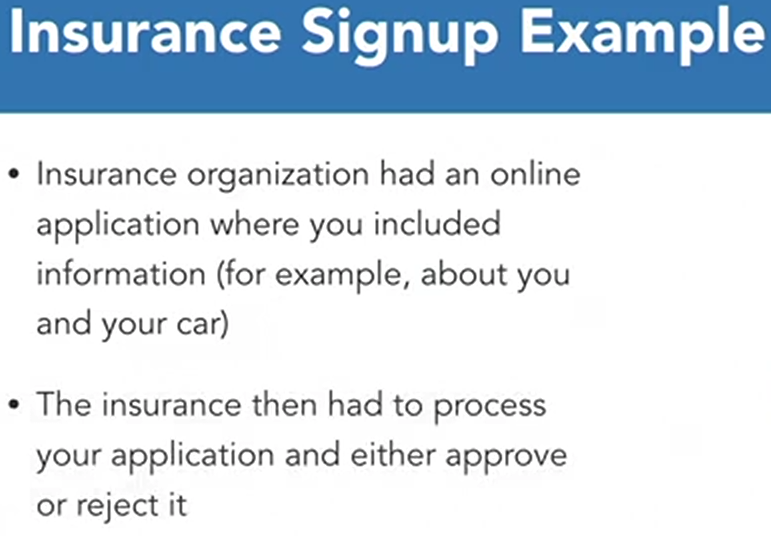 Insurance Signup Example
• Insurance organization had an online
application where you included
information (for example, about you
and your car)
• The insurance then had to process
your application and either approve
or reject it